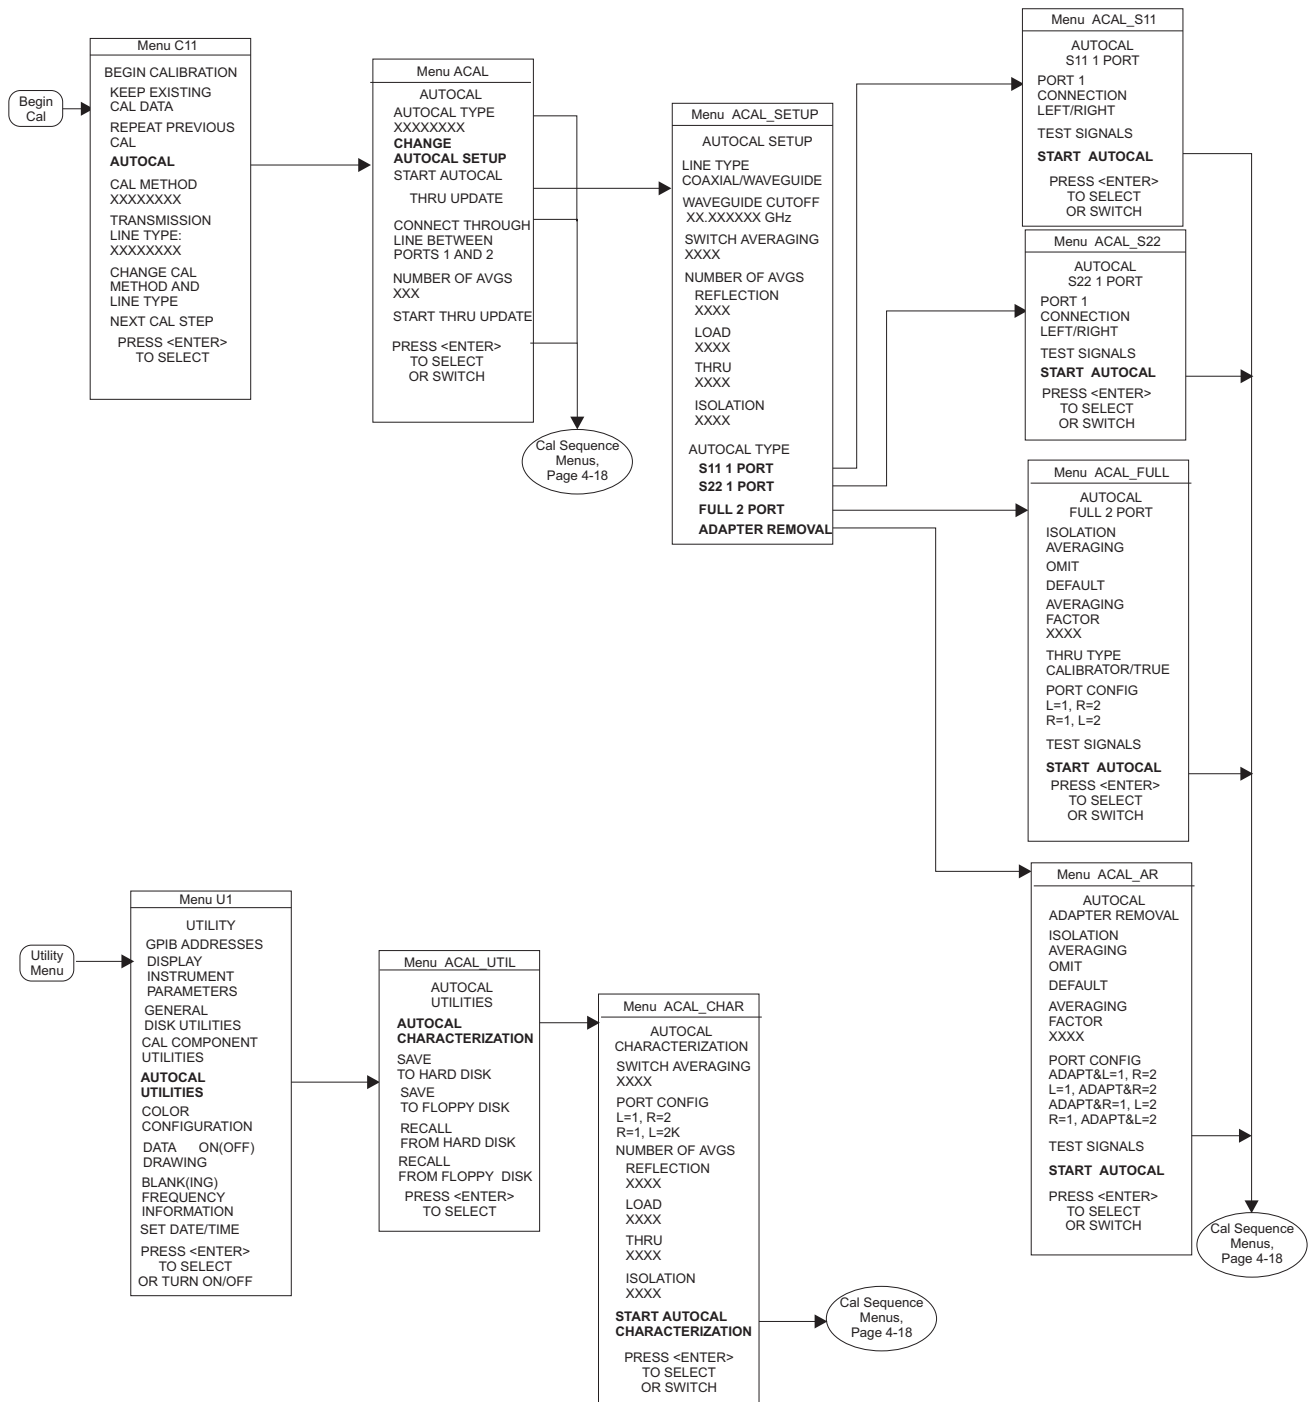 Begin
Cal
Menu C11
BEGIN CALIBRATION
KEEP EXISTING
CAL DATA
REPEAT PREVIOUS
CAL
AUTOCAL
CAL METHOD
XXXXXXXX
TRANSMISSION
LINE TYPE:
XXXXXXXX
CHANGE CAL
METHOD AND
LINE TYPE
NEXT CAL STEP
PRESS <ENTER>
TO SELECT
Menu ACAL
AUTOCAL
AUTOCAL TYPE
XXXXXXXX
CHANGE
AUTOCAL SETUP
START AUTOCAL
THRU UPDATE
CONNECT THROUGH
LINE BETWEEN
PORTS 1 AND 2
NUMBER OF AVGS
XXX
START THRU UPDATE
PRESS <ENTER>
TO SELECT
OR SWITCH
Cal Sequence
Menus,
Page 4-18
Menu ACAL_SETUP
AUTOCAL SETUP
LINE TYPE
COAXIAL/WAVEGUIDE
WAVEGUIDE CUTOFF
XX.XXXXXX GHz
SWITCH AVERAGING
XXXX
NUMBER OF AVGS
REFLECTION
XXXX
LOAD
XXXX
THRU
XXXX
ISOLATION
XXXX
AUTOCAL TYPE
S11 1 PORT
S22 1 PORT
FULL 2 PORT
ADAPTER REMOVAL
Menu ACAL_S11
AUTOCAL
S11 1 PORT
PORT 1
CONNECTION
LEFT/RIGHT
TEST SIGNALS
START AUTOCAL
PRESS <ENTER>
TO SELECT
OR SWITCH
Menu ACAL_S22
AUTOCAL
S22 1 PORT
PORT 1
CONNECTION
LEFT/RIGHT
TEST SIGNALS
START AUTOCAL
PRESS <ENTER>
TO SELECT
OR SWITCH
Menu ACAL_FULL
AUTOCAL
FULL 2 PORT
ISOLATION
AVERAGING
OMIT
DEFAULT
AVERAGING
FACTOR
XXXX
THRU TYPE
CALIBRATOR/TRUE
PORT CONFIG
L=1, R=2
R=1, L=2
TEST SIGNALS
START AUTOCAL
PRESS <ENTER>
TO SELECT
OR SWITCH
Menu ACAL_AR
AUTOCAL
ADAPTER REMOVAL
ISOLATION
AVERAGING
OMIT
DEFAULT
AVERAGING
FACTOR
XXXX
PORT CONFIG
ADAPT&L=1, R=2
L=1, ADAPT&R=2
ADAPT&R=1, L=2
R=1, ADAPT&L=2
TEST SIGNALS
START AUTOCAL
PRESS <ENTER>
TO SELECT
OR SWITCH
Cal Sequence
Menus,
Page 4-18
Utility
Menu
Menu U1
UTILITY
GPIB ADDRESSES
DISPLAY
INSTRUMENT
PARAMETERS
GENERAL
DISK UTILITIES
CAL COMPONENT
UTILITIES
AUTOCAL
UTILITIES
COLOR
CONFIGURATION
DATA ON(OFF)
DRAWING
BLANK(ING)
FREQUENCY
INFORMATION
SET DATE/TIME
PRESS <ENTER>
TO SELECT
OR TURN ON/OFF
Menu ACAL_UTIL
AUTOCAL
UTILITIES
AUTOCAL
CHARACTERIZATION
SAVE
TO HARD DISK
SAVE
TO FLOPPY DISK
RECALL
FROM HARD DISK
RECALL
FROM FLOPPY DISK
PRESS <ENTER>
TO SELECT
Menu ACAL_CHAR
AUTOCAL
CHARACTERIZATION
SWITCH AVERAGING
XXXX
PORT CONFIG
L=1, R=2
R=1, L=2K
NUMBER OF AVGS
REFLECTION
XXXX
LOAD
XXXX
THRU
XXXX
ISOLATION
XXXX
START AUTOCAL
CHARACTERIZATION
PRESS <ENTER>
TO SELECT
OR SWITCH
Cal Sequence
Menus,
Page 4-18